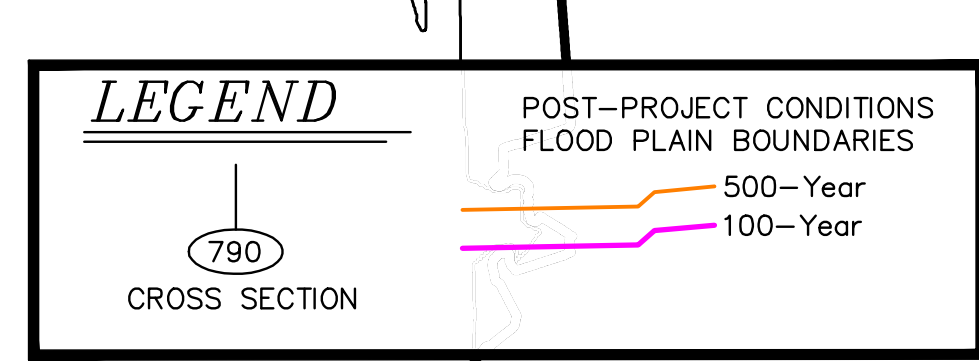 LEGEND
790
CROSS SECTION
POST-PROJECT CONDITIONS
FLOOD PLAIN BOUNDARIES
500-Year
100-Year